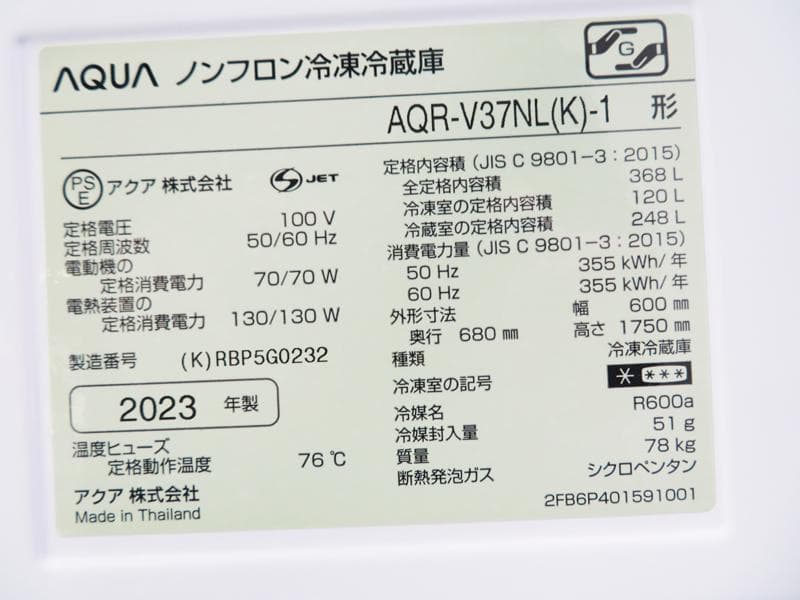 AQUA ノンフロン冷凍冷蔵庫
G
AQR-V37NL(K)-1 形
PS
E
アクア 株式会社
JET
定格電圧 100 V
定格周波数 50/60 Hz
電動機の
定格消費電力 70/70 W
電熱装置の
定格消費電力 130/130 W
製造番号 (K)RBP5G0232
2023 年製
温度ヒューズ
定格動作温度 76 ℃
アクア 株式会社
Made in Thailand
定格内容積 (JIS C 9801-3:2015)
全定格内容積 368 L
冷凍室の定格内容積 120 L
冷蔵室の定格内容積 248 L
消費電力量 (JIS C 9801-3:2015)
50 Hz 355 kWh/年
60 Hz 355 kWh/年
外形寸法 幅 600 ㎜
奥行 680 ㎜ 高さ 1750 ㎜
種類 冷凍冷蔵庫
冷凍室の記号 * ***
冷媒名 R600a
冷媒封入量 51 g
質量 78 kg
断熱発泡ガス シクロペンタン
2FB6P401591001